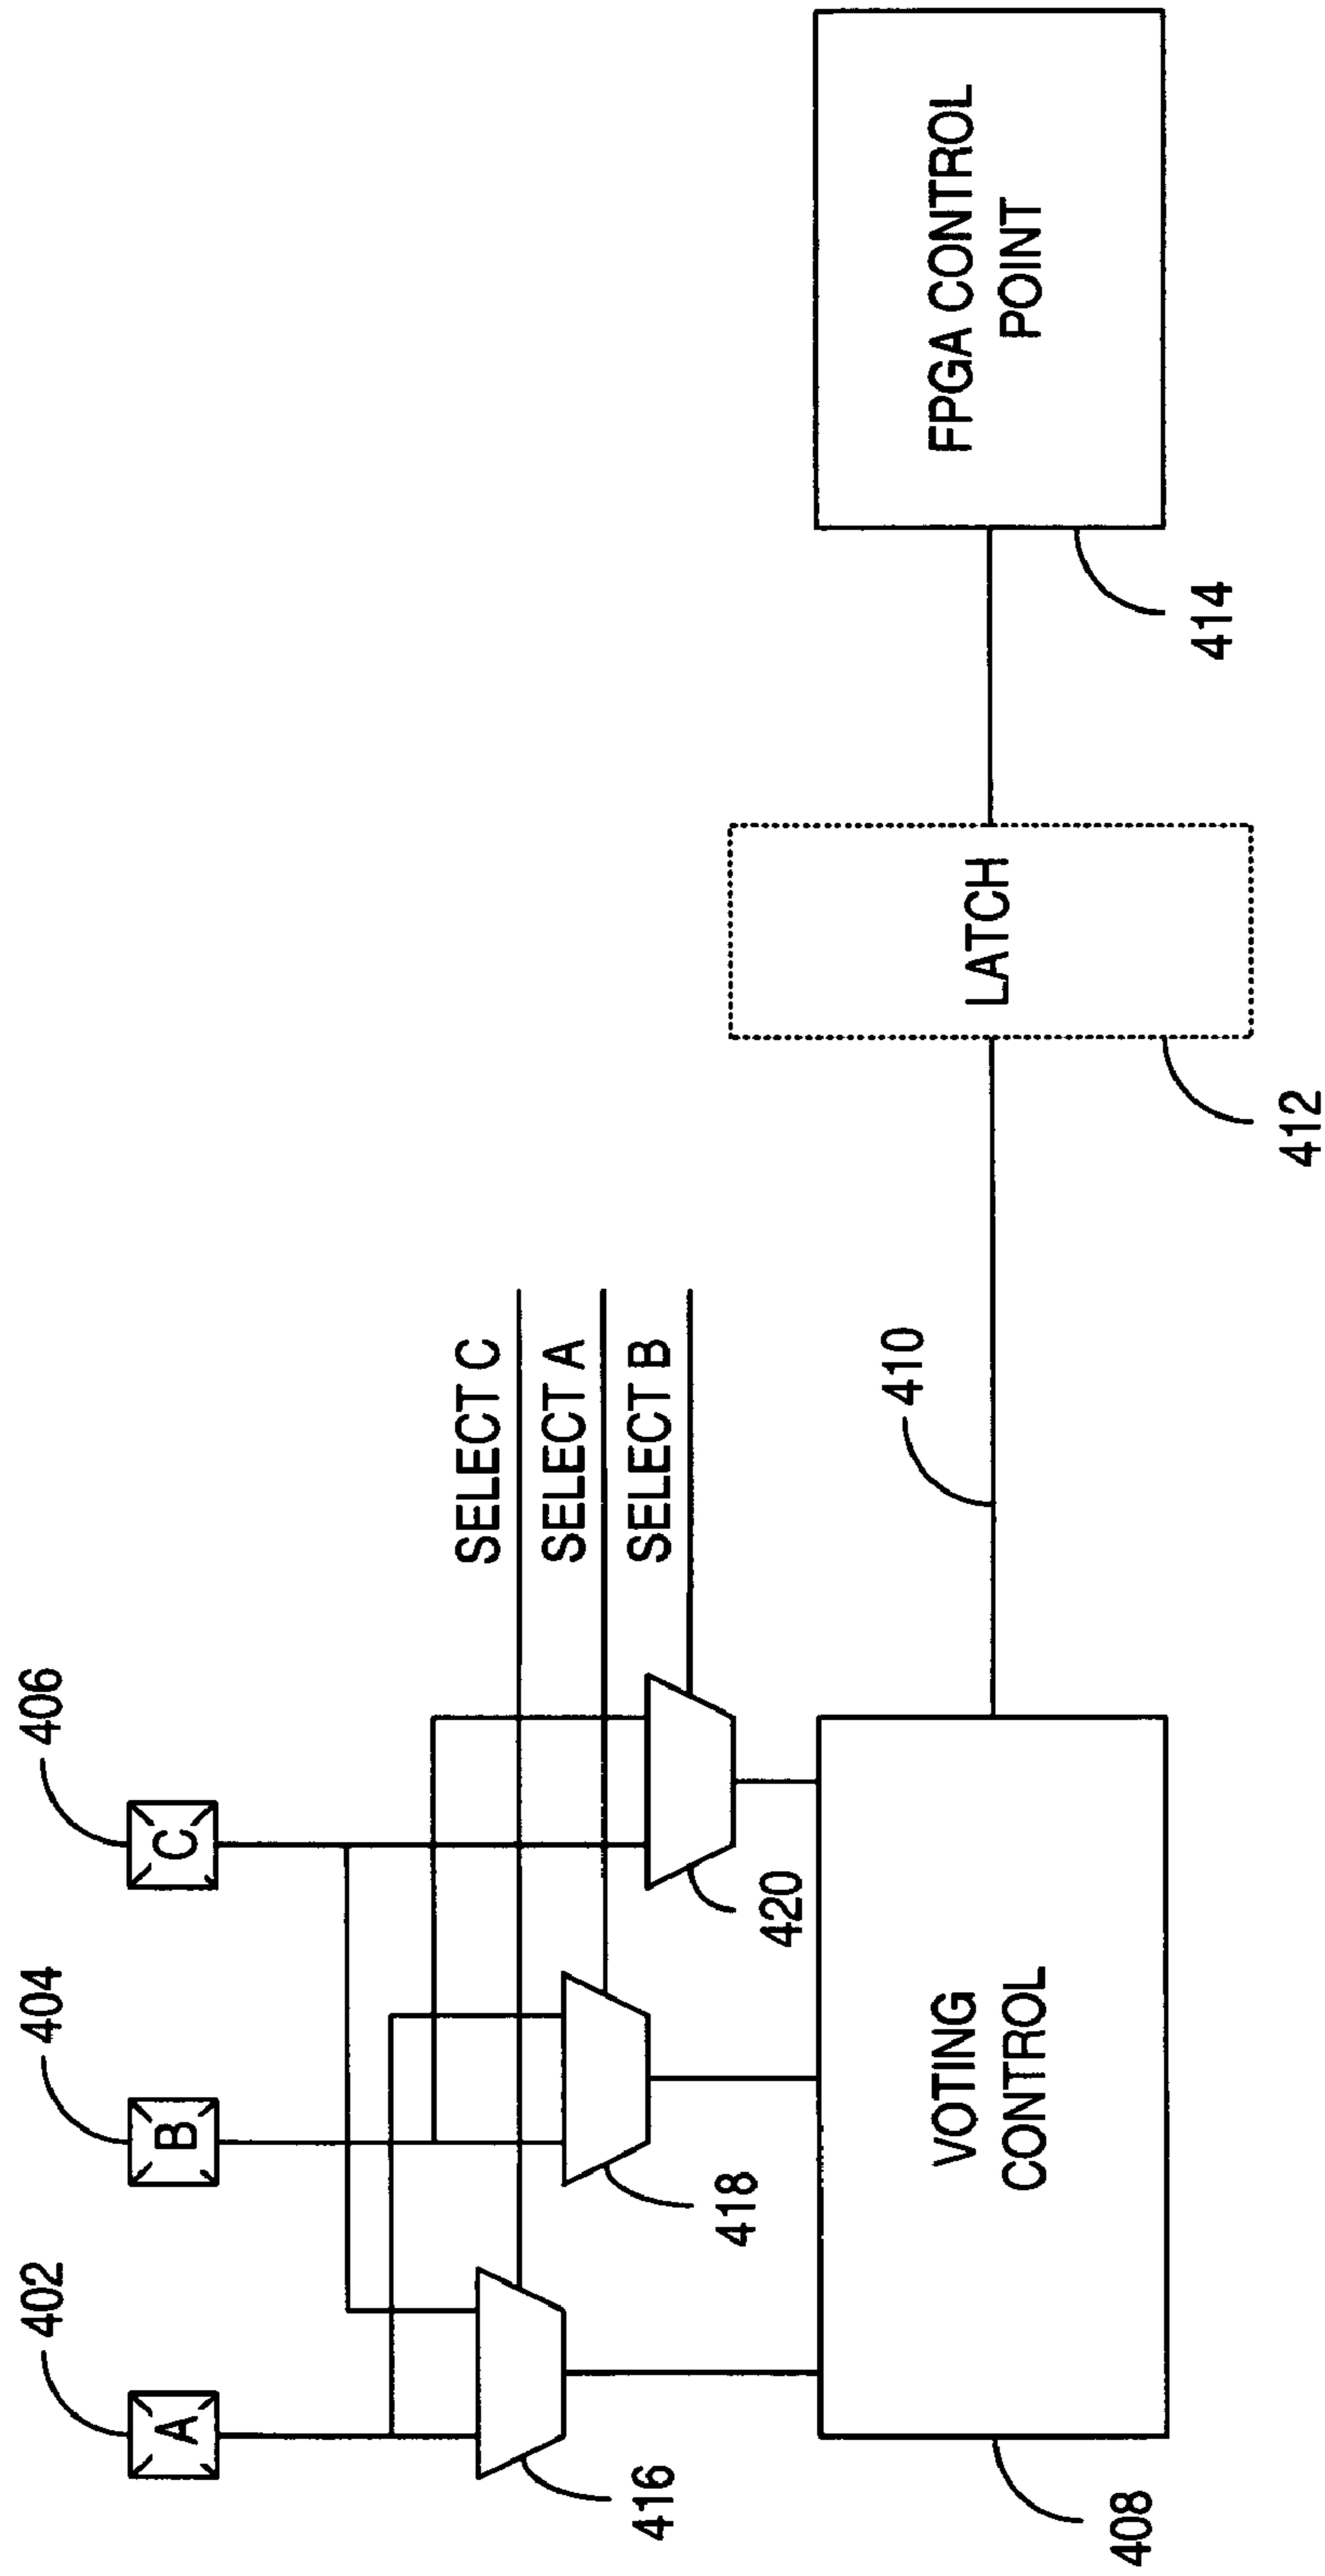 402
404
406
A
B
C
SELECT C
SELECT A
SELECT B
416
418
420
410
VOTING
CONTROL
LATCH
FPGA CONTROL
POINT
408
412
414